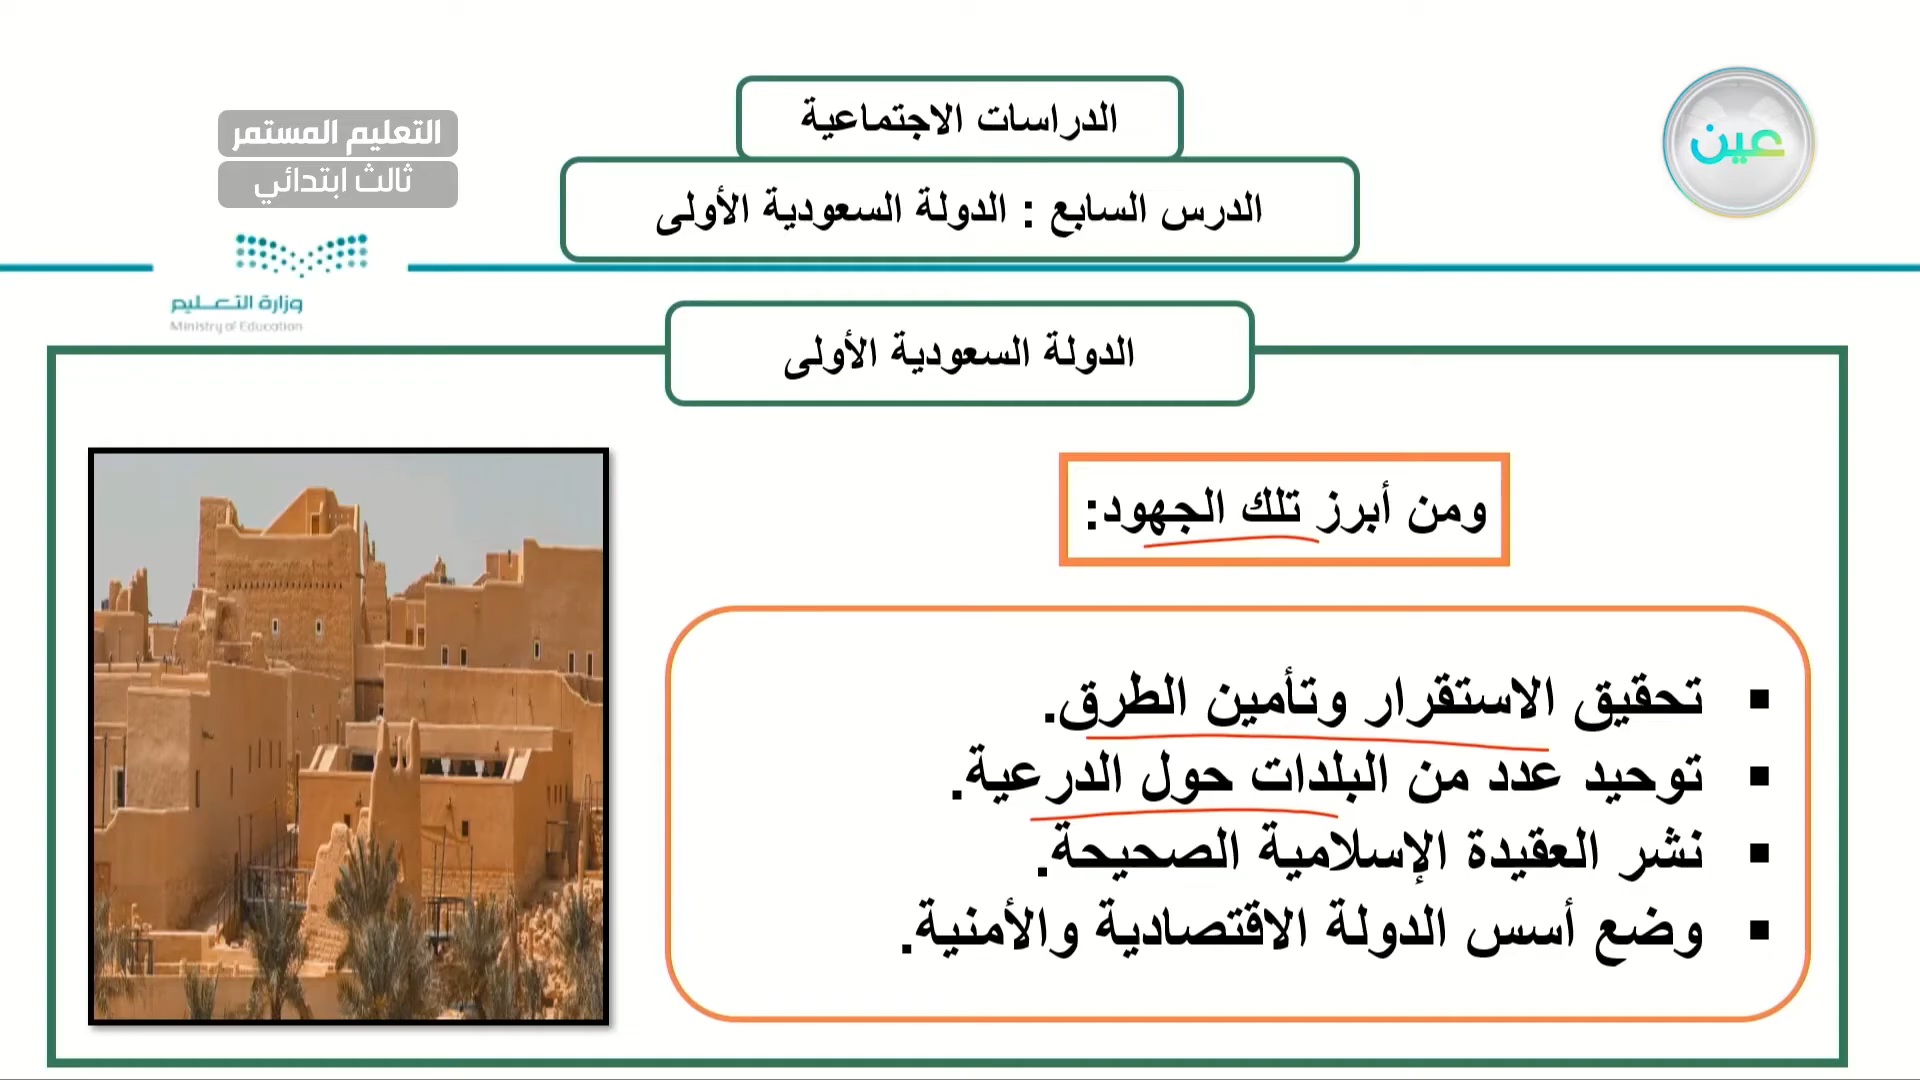 الدراسات الاجتماعية
عين
التعليم المستمر
ثالث ابتدائي
الدرس السابع : الدولة السعودية الأولى
وزارة التعليم
Ministry of Education
الدولة السعودية الأولى
ومن أبرز تلك الجهود:
▪ تحقيق الاستقرار وتأمين الطرق.
▪ توحيد عدد من البلدات حول الدرعية.
▪ نشر العقيدة الإسلامية الصحيحة.
▪ وضع أسس الدولة الاقتصادية والأمنية.